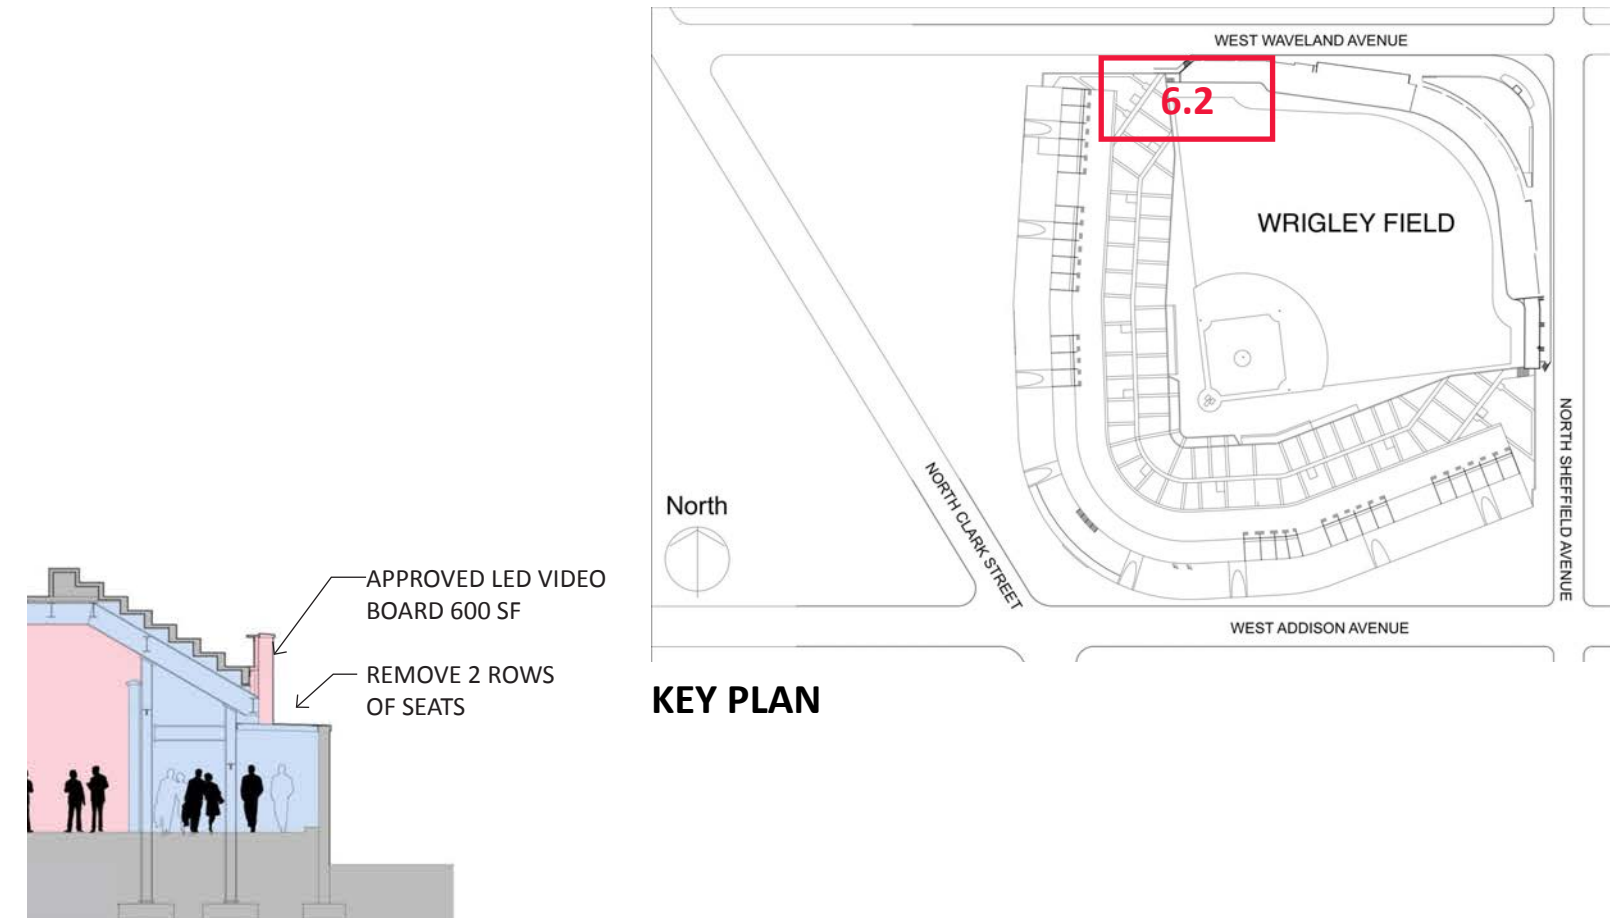 WEST WAVELAND AVENUE
6.2
WRIGLEY FIELD
NORTH SHEFFIELD AVENUE
NORTH CLARK STREET
North
WEST ADDISON AVENUE
KEY PLAN
APPROVED LED VIDEO
BOARD 600 SF
REMOVE 2 ROWS
OF SEATS